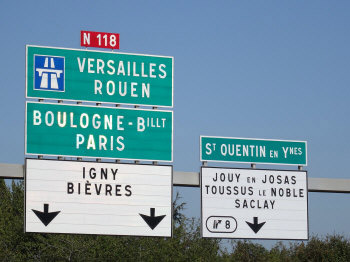 N 118
VERSAILLES
ROUEN
BOULOGNE-BILLT
PARIS
IGNY
BIÈVRES
ST QUENTIN EN YNES
JOUY EN JOSAS
TOUSSUS LE NOBLE
SACLAY
8